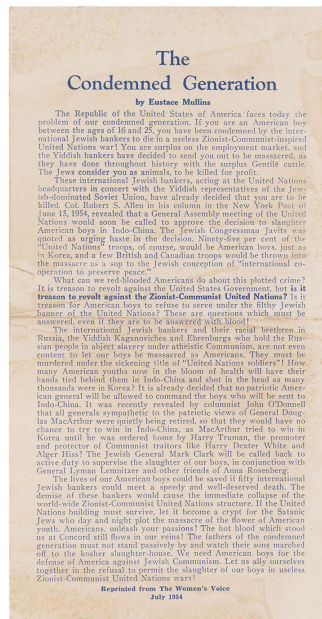 The
Condemned Generation
by Eustace Mullins
The Republic of the United States of America faces today the
problem of our condemned generation. If you are an American boy
between the ages of 16 and 25, you have been condemned by the inter-
national Jewish bankers to die in a useless Zionist-Communist-inspired
United Nations war! You are surplus on the employment market, and
the Yiddish bankers have decided to send you out to be massacred, as
they have done throughout history with the surplus Gentile cattle.
The Jews consider you as animals, to be killed for profit.
These international Jewish bankers, acting at the United Nations
headquarters in concert with the Yiddish representatives of the Jew-
ish-dominated Soviet Union, have already decided that you are to be
killed. Col. Robert S. Allen in his column in the New York Post of
June 15, 1954, revealed that a General Assembly meeting of the United
Nations would soon be called to approve the decision to slaughter
American boys in Indo-China. The Jewish Congressman Javits was
quoted as urging haste in the decision. Ninety-five per cent of the
"United Nations" troops, of course, would be American boys, just as
in Korea, and a few British and Canadian troops would be thrown into
the massacre as a sop to the Jewish conception of "international co-
operation to preserve peace."
What can we red-blooded Americans do about this plotted crime?
It is treason to revolt against the United States Government, but is it
treason to revolt against the Zionist-Communist United Nations? Is it
treason for American boys to refuse to serve under the filthy Jewish
banner of the United Nations? These are questions which must be
answered, even if they are to be answered with blood!
The international Jewish bankers and their racial brethren in
Russia, the Yiddish Kaganoviches and Ehrenburgs who hold the Rus-
sian people in abject slavery under atheistic Communism, are not even
content to let our boys be massacred as Americans. They must be
murdered under the sickening title of "United Nations soldiers"! How
many American youths now in the bloom of health will have their
hands tied behind them in Indo-China and shot in the head as many
thousands were in Korea? It is already decided that no patriotic Amer-
ican general will be allowed to command the boys who will be sent to
Indo-China. It was recently revealed by columnist John O'Donnell
that all generals sympathetic to the patriotic views of General Doug-
las MacArthur were quietly being retired, so that they would have no
chance to try to win in Indo-China, as MacArthur tried to win in
Korea until he was ordered home by Harry Truman, the promoter
and protector of Communist traitors like Harry Dexter White and
Alger Hiss! The Jewish General Mark Clark will be called back to
active duty to supervise the slaughter of our boys, in conjunction with
General Lyman Lemnitzer and other friends of Anna Rosenberg.
The lives of our American boys could be saved if fifty international
Jewish bankers could meet a speedy and well-deserved death. The
demise of these bankers would cause the immediate collapse of the
world-wide Zionist-Communist United Nations structure. If the United
Nations building must survive, let it become a crypt for the Satanic
Jews who day and night plot the massacre of the flower of American
youth. Americans, unleash your passions! The hot blood which stood
us at Concord still flows in our veins! The fathers of the condemned
generation must not stand passively by and watch their sons marched
off to the kosher slaughter-house. We need American boys for the
defense of America against Jewish Communism. Let us ally ourselves
together in the refusal to permit the slaughter of our boys in useless
Zionist-Communist United Nations wars!
Reprinted from The Women's Voice
July 1954